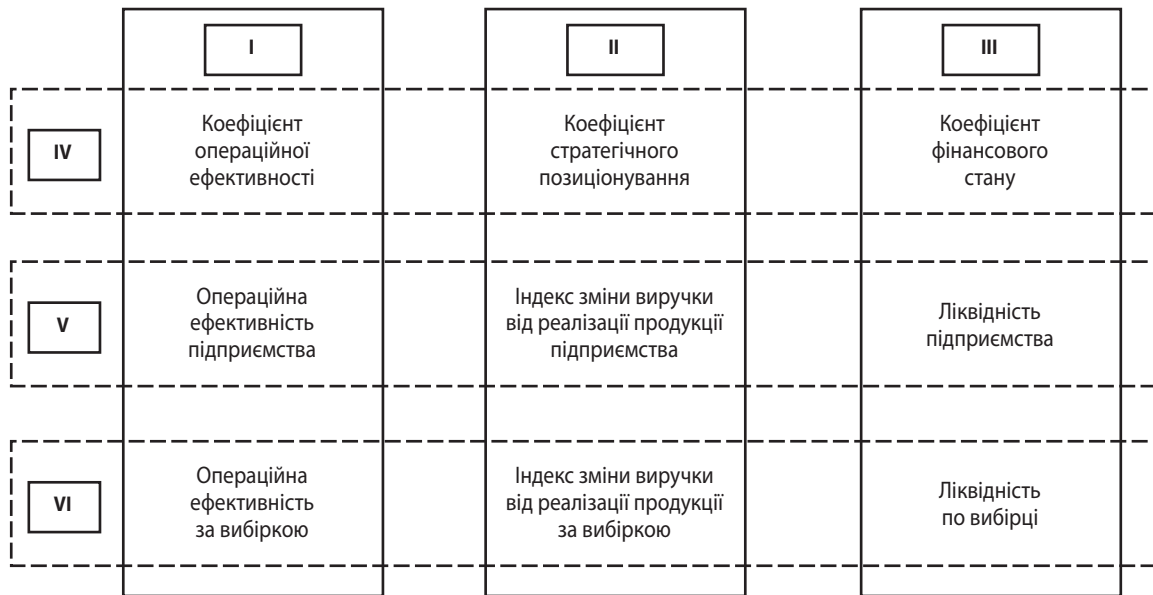 I
II
III
IV
Коефіцієнт
операційної
ефективності
Коефіцієнт
стратегічного
позиціонування
Коефіцієнт
фінансового
стану
V
Операційна
ефективність
підприємства
Індекс зміни виручки
від реалізації продукції
підприємства
Ліквідність
підприємства
VI
Операційна
ефективність
за вибіркою
Індекс зміни виручки
від реалізації продукції
за вибіркою
Ліквідність
по вибірці